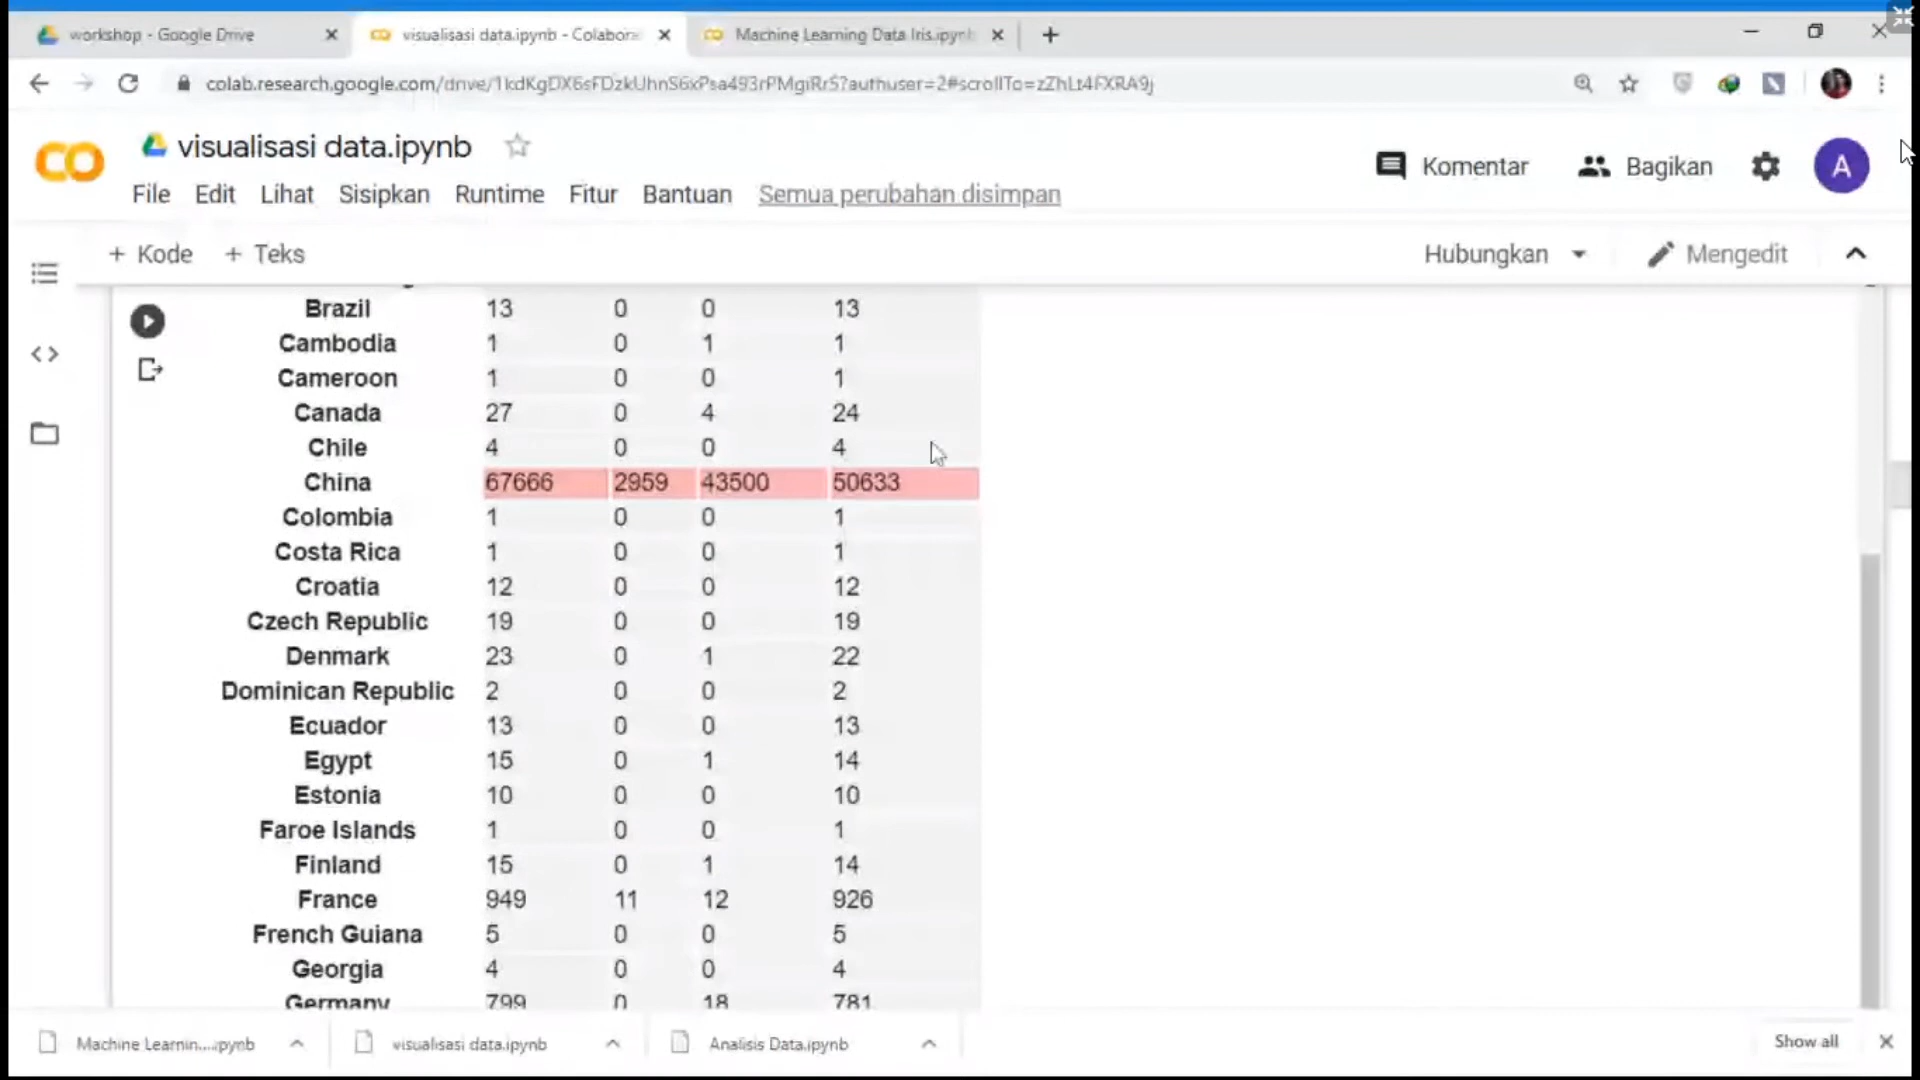 workshop - Google Drive
visualisasi data.ipynb - Colabora
Machine Learning Data Iris.ipynb
colab.research.google.com/drive/1kdKgDX6sFDzkUhnS6xPsa493rPMgiRrS?authuser=2#scrollTo=zZhLt4FXRA9j
CO
visualisasi data.ipynb
Komentar
Bagikan
A
File Edit Lihat Sisipkan Runtime Fitur Bantuan Semua perubahan disimpan
+ Kode + Teks
Hubungkan
Mengedit
Brazil 13 0 0 13
Cambodia 1 0 1 1
Cameroon 1 0 0 1
Canada 27 0 4 24
Chile 4 0 0 4
China 67666 2959 43500 50633
Colombia 1 0 0 1
Costa Rica 1 0 0 1
Croatia 12 0 0 12
Czech Republic 19 0 0 19
Denmark 23 0 1 22
Dominican Republic 2 0 0 2
Ecuador 13 0 0 13
Egypt 15 0 1 14
Estonia 10 0 0 10
Faroe Islands 1 0 0 1
Finland 15 0 1 14
France 949 11 12 926
French Guiana 5 0 0 5
Georgia 4 0 0 4
Germany 799 0 18 781
Machine Learnin....ipynb
visualisasi data.ipynb
Analisis Data.ipynb
Show all